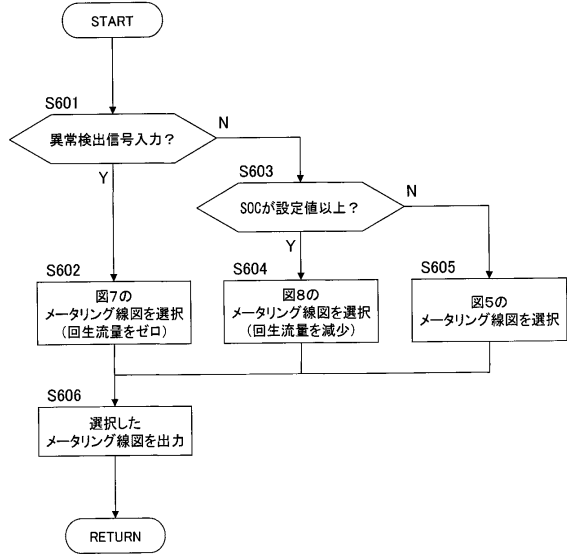 START
S601
異常検出信号入力？
N
Y
S603
SOCが設定値以上？
N
Y
S602
図7の
メータリング線図を選択
(回生流量をゼロ)
S604
図8の
メータリング線図を選択
(回生流量を減少)
S605
図5の
メータリング線図を選択
S606
選択した
メータリング線図を出力
RETURN